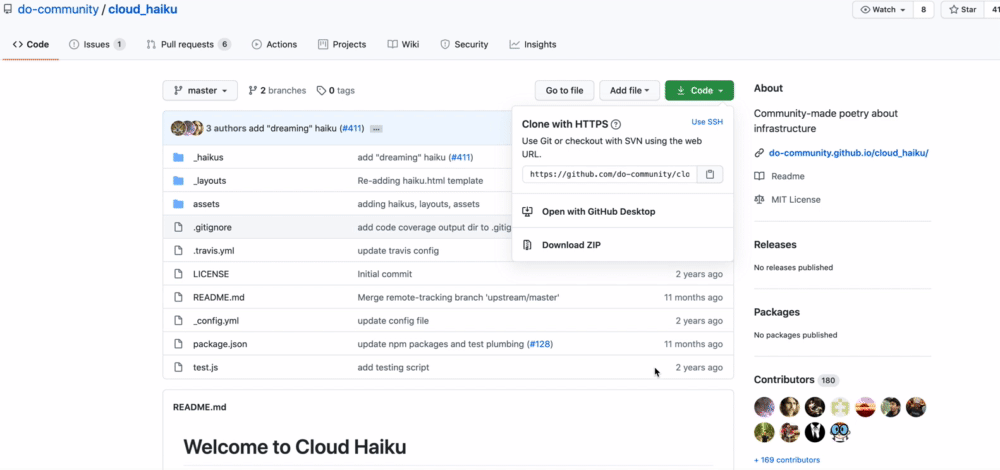 do-community / cloud_haiku
Watch 8 Star 41
Code Issues 1 Pull requests 6 Actions Projects Wiki Security Insights
master 2 branches 0 tags Go to file Add file Code
3 authors add "dreaming" haiku (#411) ...
_haikus add "dreaming" haiku (#411)
_layouts Re-adding haiku.html template
assets adding haikus, layouts, assets
.gitignore add code coverage output dir to .gitig
.travis.yml update travis config
LICENSE Initial commit 2 years ago
README.md Merge remote-tracking branch 'upstream/master' 11 months ago
_config.yml update config file 2 years ago
package.json update npm packages and test plumbing (#128) 11 months ago
test.js add testing script 2 years ago
Clone with HTTPS ? Use SSH
Use Git or checkout with SVN using the web
URL.
https://github.com/do-community/clo
Open with GitHub Desktop
Download ZIP
README.md
Welcome to Cloud Haiku
About
Community-made poetry about
infrastructure
do-community.github.io/cloud_haiku/
Readme
MIT License
Releases
No releases published
Packages
No packages published
Contributors 180
+ 169 contributors